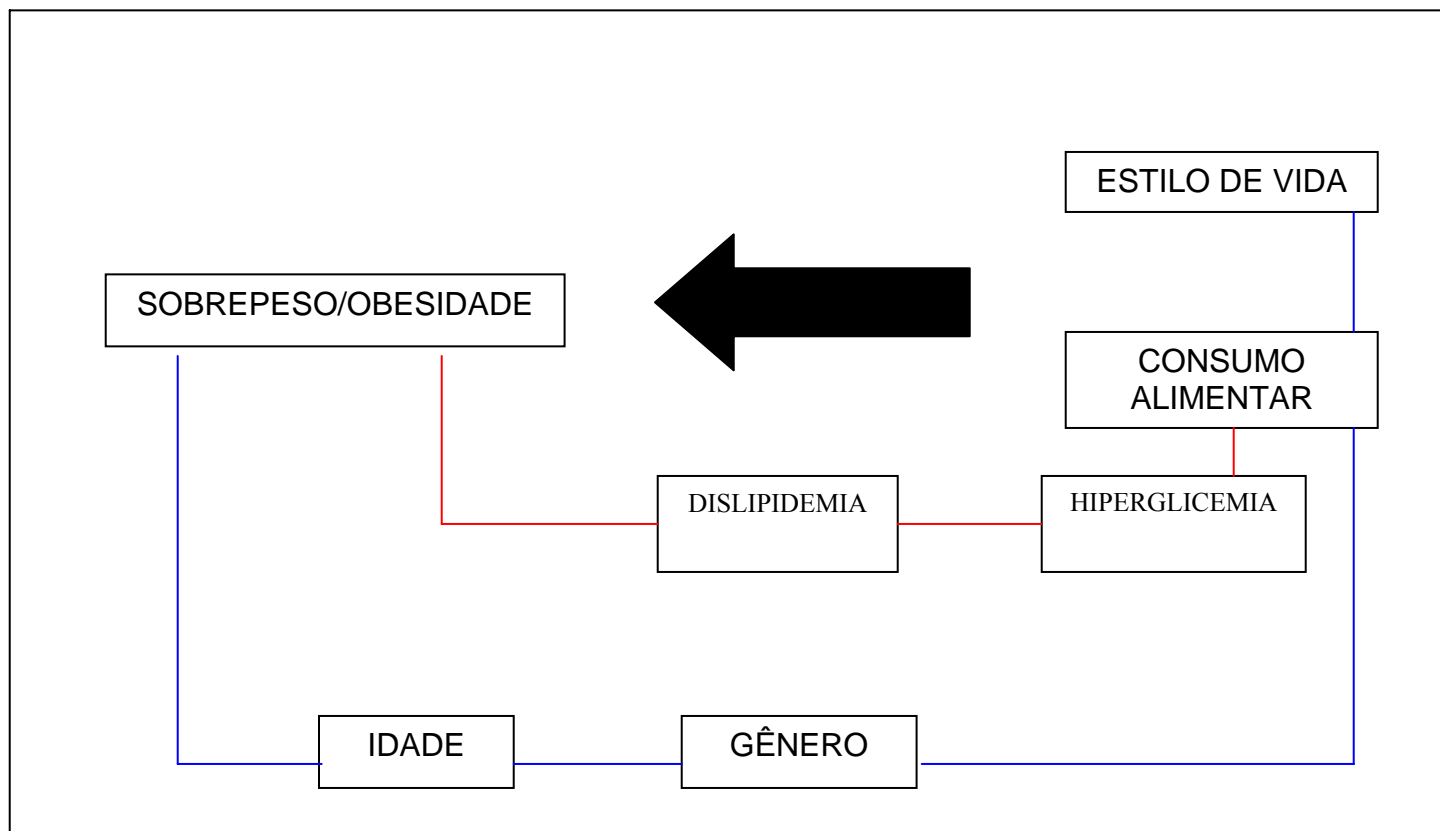 ESTILO DE VIDA
SOBREPESO/OBESIDADE
CONSUMO
ALIMENTAR
DISLIPIDEMIA
HIPERGLICEMIA
IDADE
GÊNERO